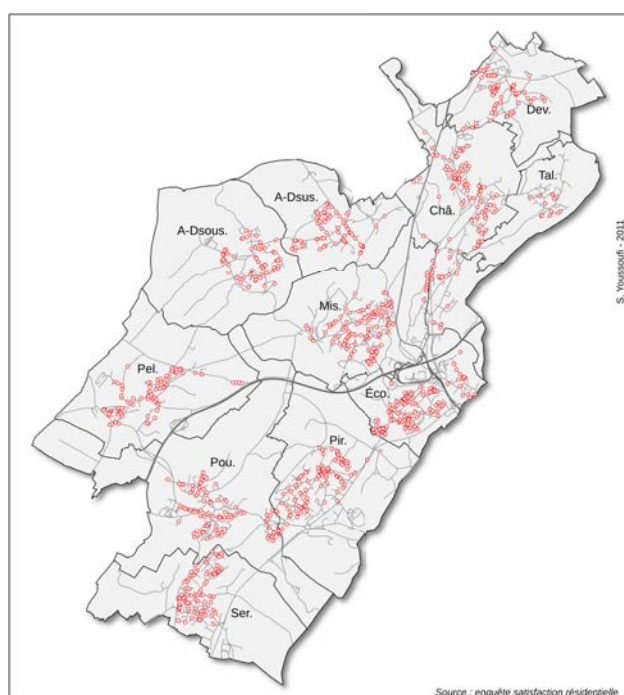 Dev.
Tal.
Châ.
A-Dsus.
A-Dsous.
Mis.
Pel.
Éco.
Pir.
Pou.
Ser.
S. Youssoufi - 2011
Source : enquête satisfaction résidentielle